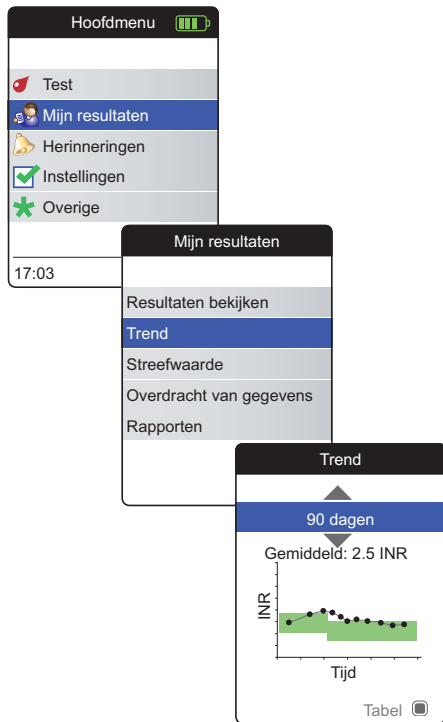 Hoofdmenu
Test
Mijn resultaten
Herinneringen
Instellingen
Overige
17:03
Mijn resultaten
Resultaten bekijken
Trend
Streefwaarde
Overdracht van gegevens
Rapporten
Trend
90 dagen
Gemiddeld: 2.5 INR
INR
Tijd
Tabel